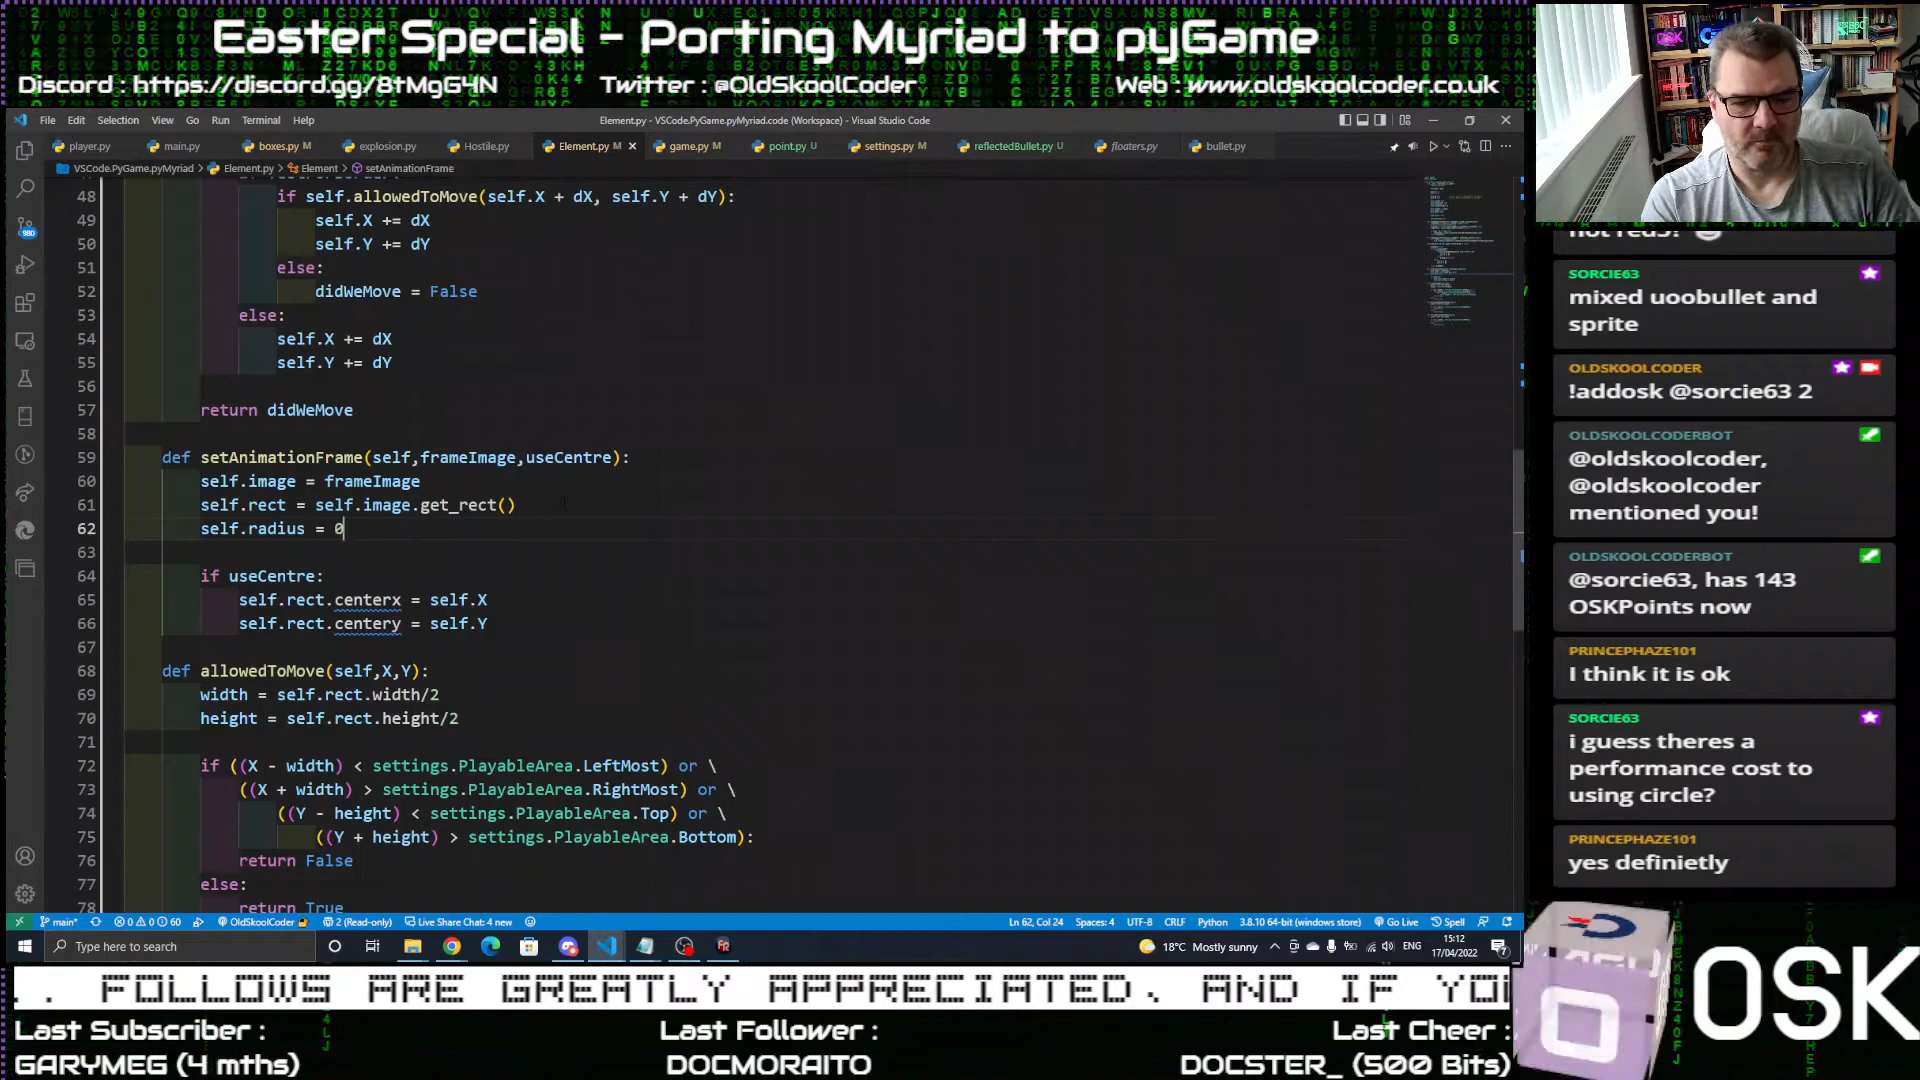 Easter Special - Porting Myriad to pyGame
Discord : https://discord.gg/8tMgG4N
Twitter : @OldSkoolCoder
Web : www.oldskoolcoder.co.uk
File Edit Selection View Go Run Terminal Help
Element.py - VSCode.PyGame.pyMyriad.code (Workspace) - Visual Studio Code
player.py main.py boxes.py M explosion.py Hostile.py Element.py M game.py M point.py U settings.py M reflectedBullet.py U floaters.py bullet.py
VSCode.PyGame.pyMyriad > Element.py > Element > setAnimationFrame
48 if self.allowedToMove(self.X + dX, self.Y + dY):
49 self.X += dX
50 self.Y += dY
51 else:
52 didWeMove = False
53 else:
54 self.X += dX
55 self.Y += dY
56
57 return didWeMove
58
59 def setAnimationFrame(self,frameImage,useCentre):
60 self.image = frameImage
61 self.rect = self.image.get_rect()
62 self.radius = 0
63
64 if useCentre:
65 self.rect.centerx = self.X
66 self.rect.centery = self.Y
67
68 def allowedToMove(self,X,Y):
69 width = self.rect.width/2
70 height = self.rect.height/2
71
72 if ((X - width) < settings.PlayableArea.LeftMost) or \
73 ((X + width) > settings.PlayableArea.RightMost) or \
74 ((Y - height) < settings.PlayableArea.Top) or \
75 ((Y + height) > settings.PlayableArea.Bottom):
76 return False
77 else:
78 return True
980
main* 0 0 60 OldSkoolCoder 2 (Read-only) Live Share Chat: 4 new
Ln 62, Col 24 Spaces: 4 UTF-8 CRLF Python 3.8.10 64-bit (windows store) Go Live Spell
Type here to search
18°C Mostly sunny ENG
15:12
17/04/2022
SORCIE63
mixed uoobullet and
sprite
OLDSKOOLCODER
!addosk @sorcie63 2
OLDSKOOLCODERBOT
@oldskoolcoder,
@oldskoolcoder
mentioned you!
OLDSKOOLCODERBOT
@sorcie63, has 143
OSKPoints now
PRINCEPHAZE101
I think it is ok
SORCIE63
i guess theres a
performance cost to
using circle?
PRINCEPHAZE101
yes definietly
. . FOLLOWS ARE GREATLY APPRECIATED, AND IF YOU
Last Subscriber :
GARYMEG (4 mths)
Last Follower :
DOCMORAITO
Last Cheer :
DOCSTER_ (500 Bits)
OSK